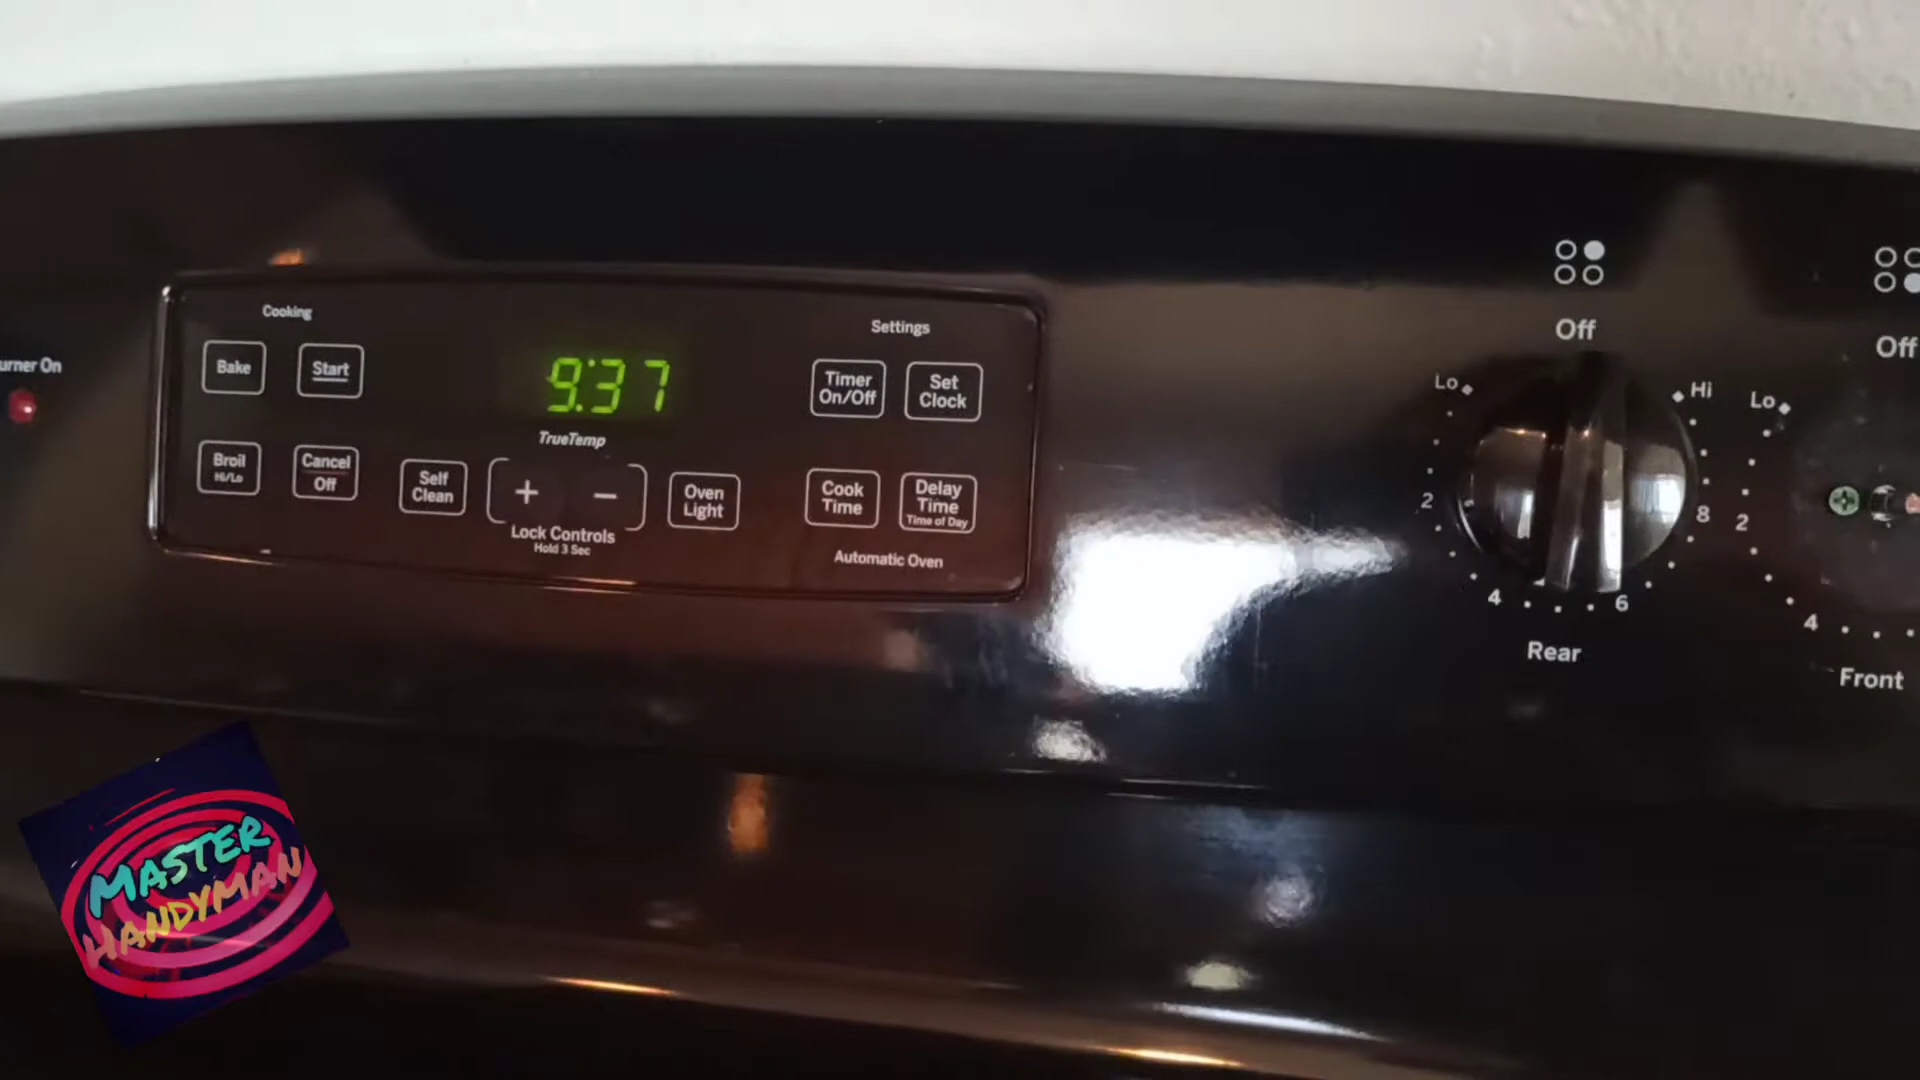 Cooking
Bake
Start
Broil
Hi/Lo
Cancel
Off
Self
Clean
9:37
TrueTemp
+ −
Lock Controls
Hold 3 Sec
Oven
Light
Settings
Timer
On/Off
Set
Clock
Cook
Time
Delay
Time
Time of Day
Automatic Oven
Off
Lo
Hi
2
8
4
6
Rear
Off
Lo
2
4
Front
MASTER
HANDYMAN